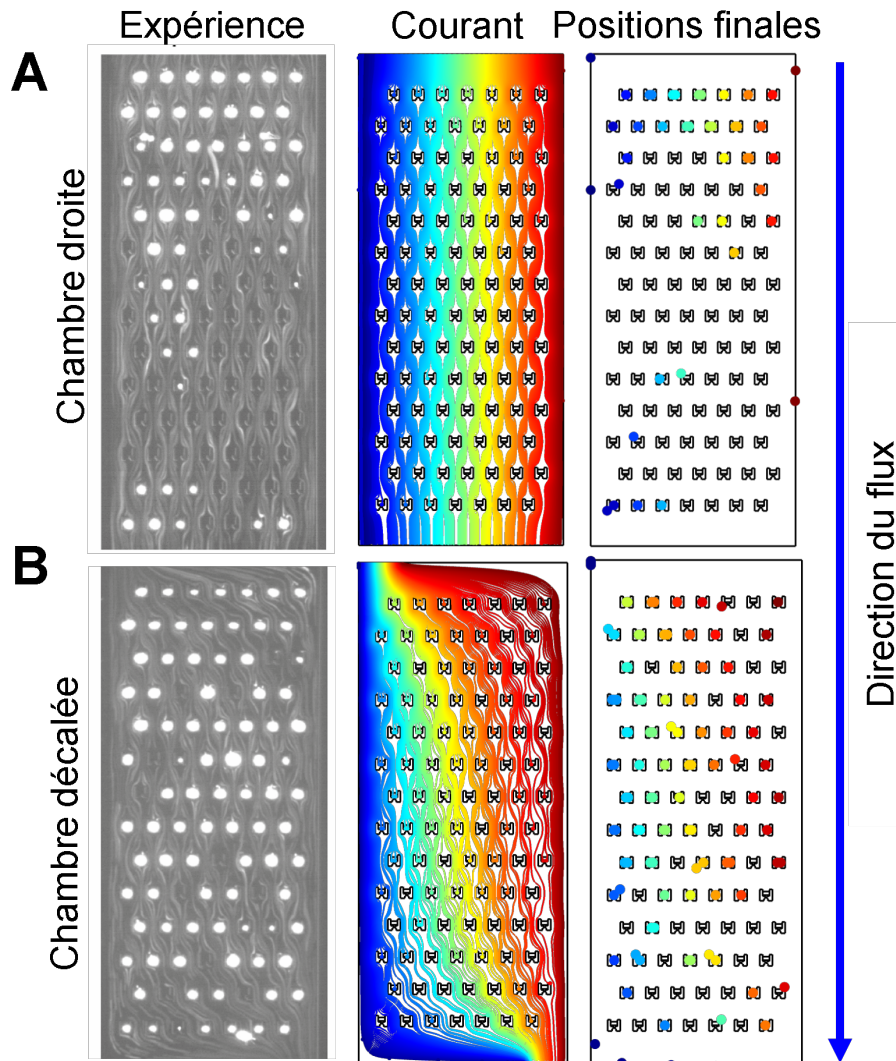 Expérience
Courant
Positions finales
A
Chambre droite
B
Chambre décalée
Direction du flux